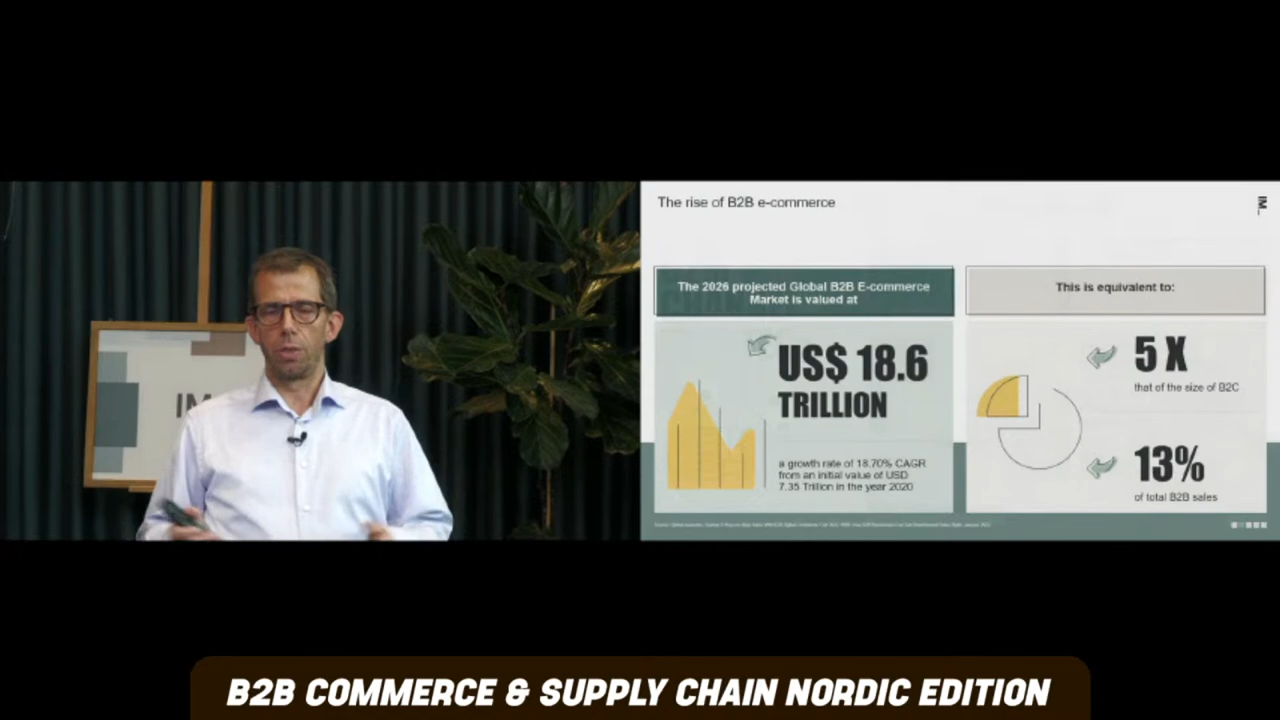 IM
The rise of B2B e-commerce
IM_
The 2026 projected Global B2B E-commerce
Market is valued at
This is equivalent to:
US$ 18.6
TRILLION
a growth rate of 18.70% CAGR
from an initial value of USD
7.35 Trillion in the year 2020
5 X
that of the size of B2C
13%
of total B2B sales
B2B COMMERCE & SUPPLY CHAIN NORDIC EDITION